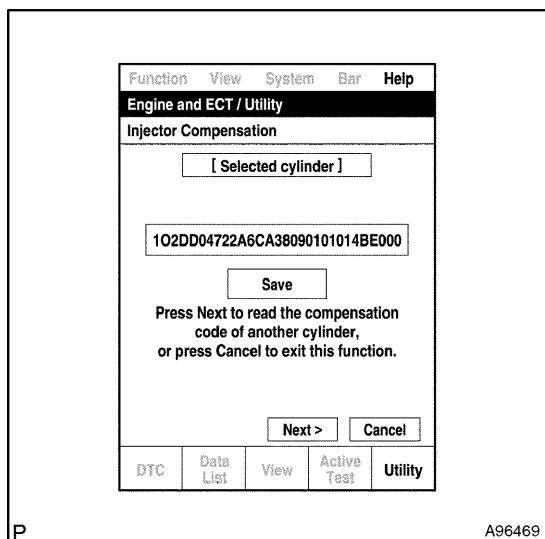 Function View System Bar Help
Engine and ECT / Utility
Injector Compensation
[ Selected cylinder ]
1O2DD04722A6CA38090101014BE000
Save
Press Next to read the compensation
code of another cylinder,
or press Cancel to exit this function.
Next > Cancel
DTC Data List View Active Test Utility
P A96469